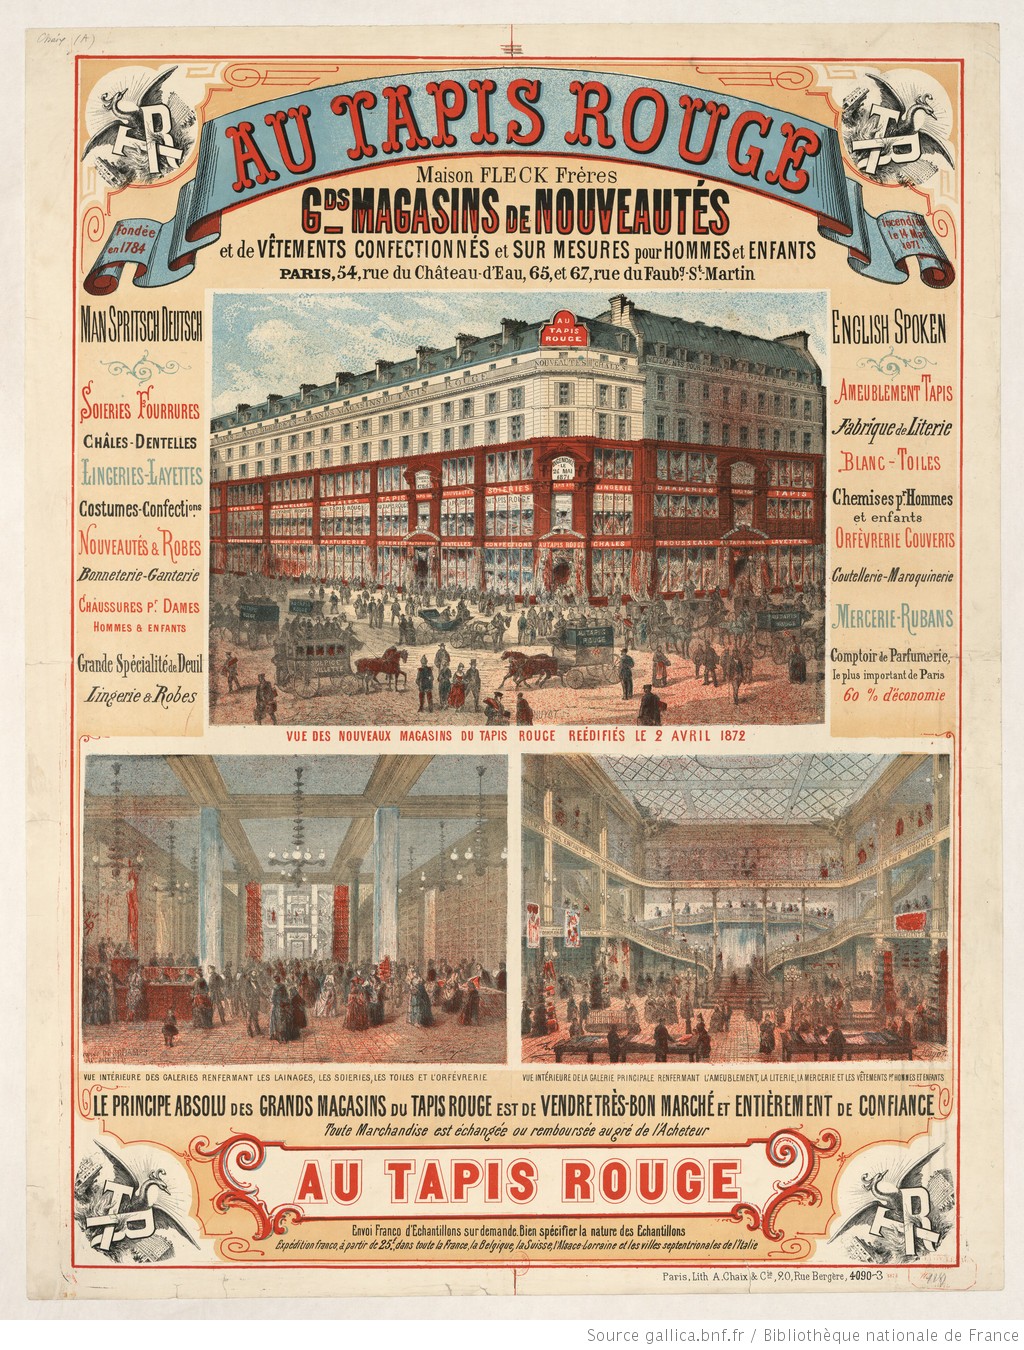 Chaix (A)
AU TAPIS ROUGE
Maison FLECK Frères
Gds MAGASINS DE NOUVEAUTÉS
et de VÊTEMENTS CONFECTIONNÉS et SUR MESURES pour HOMMES et ENFANTS
PARIS, 54, rue du Château-d'Eau, 65, et 67, rue du Faubg-St-Martin
Fondée
en 1784
Incendié
le 14 Mai
1871
MAN SPRITSCH DEUTSCH
SOIERIES FOURRURES
CHÂLES-DENTELLES
LINGERIES-LAYETTES
Costumes-Confections
NOUVEAUTÉS & ROBES
Bonneterie-Ganterie
CHAUSSURES Pr. DAMES
HOMMES & ENFANTS
Grande Spécialité de Deuil
Lingerie & Robes
ENGLISH SPOKEN
AMEUBLEMENT TAPIS
Fabrique de Literie
BLANC-TOILES
Chemises pr Hommes
et enfants
ORFÈVRERIE COUVERTS
Coutellerie-Maroquinerie
MERCERIE-RUBANS
Comptoir de Parfumerie,
le plus important de Paris
60 % d'économie
AU
TAPIS
ROUGE
INCENDIÉ
LE
24 MAI
1871
VUE DES NOUVEAUX MAGASINS DU TAPIS ROUGE REÉDIFIÉS LE 2 AVRIL 1872
VUE INTÉRIEURE DES GALERIES RENFERMANT LES LAINAGES, LES SOIERIES, LES TOILES ET L'ORFÉVRERIE
VUE INTÉRIEURE DE LA GALERIE PRINCIPALE RENFERMANT L'AMEUBLEMENT, LA LITERIE, LA MERCERIE ET LES VÊTEMENTS Pr HOMMES ET ENFANTS
LE PRINCIPE ABSOLU DES GRANDS MAGASINS DU TAPIS ROUGE EST DE VENDRE TRÈS-BON MARCHÉ ET ENTIÈREMENT DE CONFIANCE
Toute Marchandise est échangée ou remboursée au gré de l'Acheteur
AU TAPIS ROUGE
Envoi Franco d'Echantillons sur demande. Bien spécifier la nature des Echantillons
Expédition franco, à partir de 25f, dans toute la France, la Belgique, la Suisse, l'Alsace-Lorraine et les villes septentrionales de l'Italie
Paris, Lith A. Chaix & Cie, 20, Rue Bergère, 4090-3
Source gallica.bnf.fr / Bibliothèque nationale de France